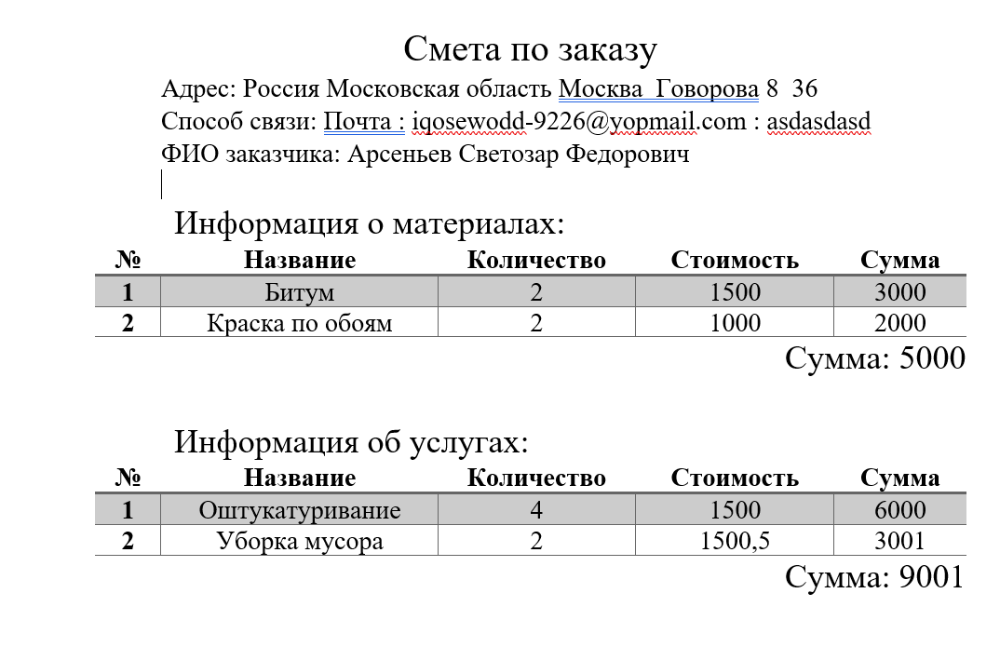 Смета по заказу
Адрес: Россия Московская область Москва  Говорова 8  36
Способ связи: Почта : iqosewodd-9226@yopmail.com : asdasdasd
ФИО заказчика: Арсеньев Светозар Федорович
Информация о материалах:
№ Название Количество Стоимость Сумма
1 Битум 2 1500 3000
2 Краска по обоям 2 1000 2000
Сумма: 5000
Информация об услугах:
№ Название Количество Стоимость Сумма
1 Оштукатуривание 4 1500 6000
2 Уборка мусора 2 1500,5 3001
Сумма: 9001